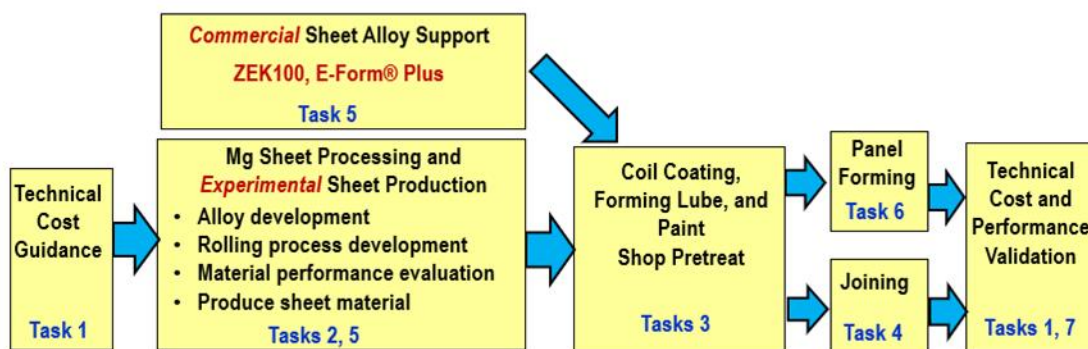 Commercial Sheet Alloy Support
ZEK100, E-Form® Plus
Task 5
Technical
Cost
Guidance
Task 1
Mg Sheet Processing and
Experimental Sheet Production
• Alloy development
• Rolling process development
• Material performance evaluation
• Produce sheet material
Tasks 2, 5
Coil Coating,
Forming Lube, and
Paint
Shop Pretreat
Tasks 3
Panel
Forming
Task 6
Joining
Task 4
Technical
Cost and
Performance
Validation
Tasks 1, 7